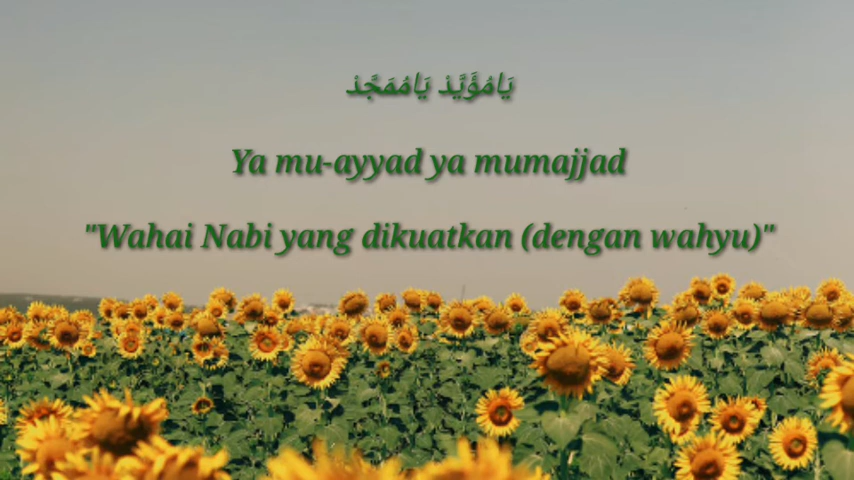 يَامُؤَيَّدْ يَامُمَجَّدْ
Ya mu-ayyad ya mumajjad
"Wahai Nabi yang dikuatkan (dengan wahyu)"